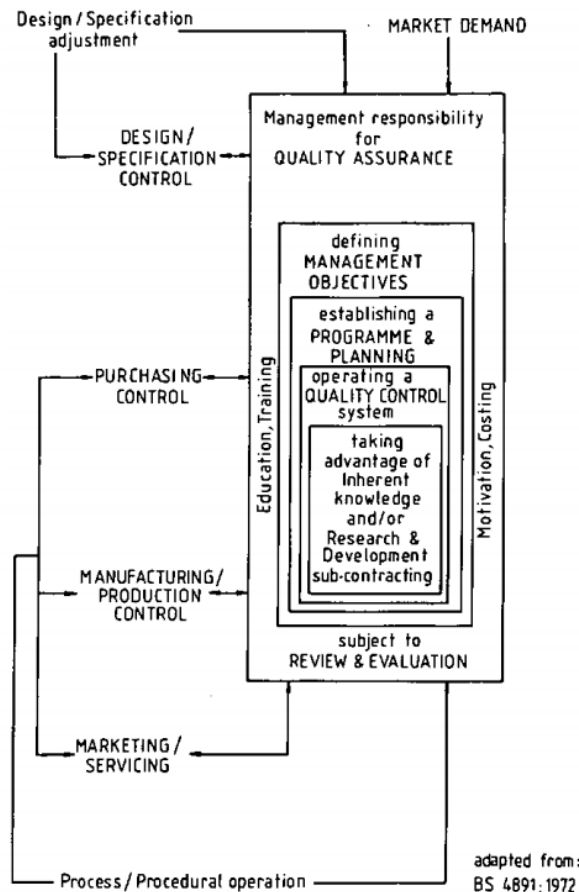 Design/Specification
adjustment
MARKET DEMAND
DESIGN/
SPECIFICATION
CONTROL
Management responsibility
for
QUALITY ASSURANCE
defining
MANAGEMENT
OBJECTIVES
establishing a
PROGRAMME &
PLANNING
operating a
QUALITY CONTROL
system
taking
advantage of
Inherent
knowledge
and/or
Research &
Development
sub-contracting
Education, Training
Motivation, Costing
PURCHASING
CONTROL
MANUFACTURING/
PRODUCTION
CONTROL
subject to
REVIEW & EVALUATION
MARKETING/
SERVICING
Process/Procedural operation
adapted from:
BS 4891:1972